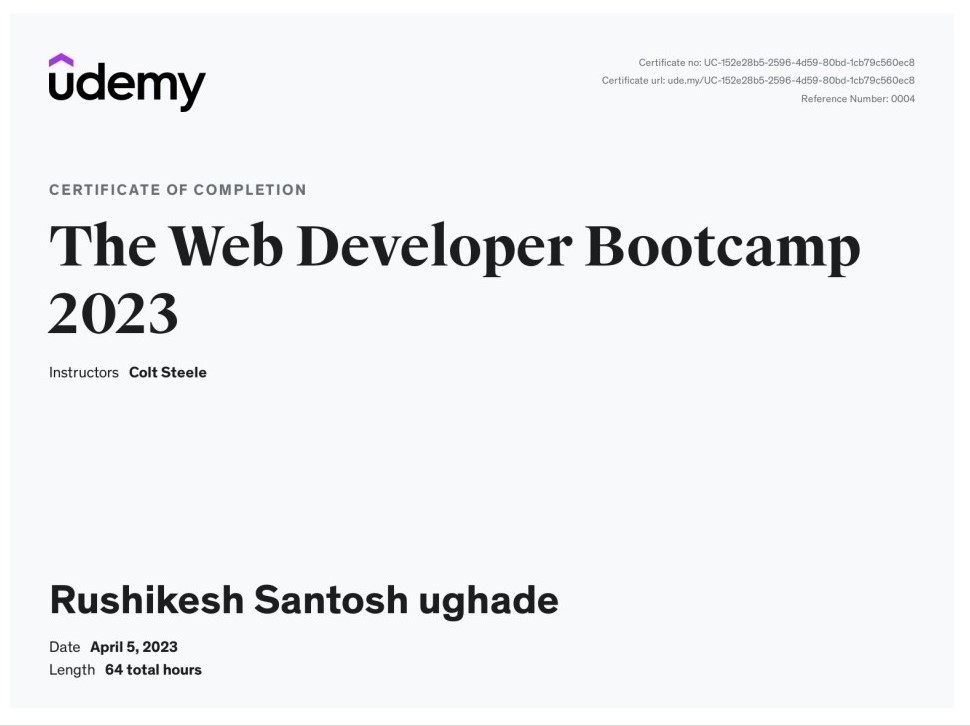 udemy
Certificate no: UC-152e28b5-2596-4d59-80bd-1cb79c560ec8
Certificate url: ude.my/UC-152e28b5-2596-4d59-80bd-1cb79c560ec8
Reference Number: 0004
CERTIFICATE OF COMPLETION
The Web Developer Bootcamp
2023
Instructors Colt Steele
Rushikesh Santosh ughade
Date April 5, 2023
Length 64 total hours